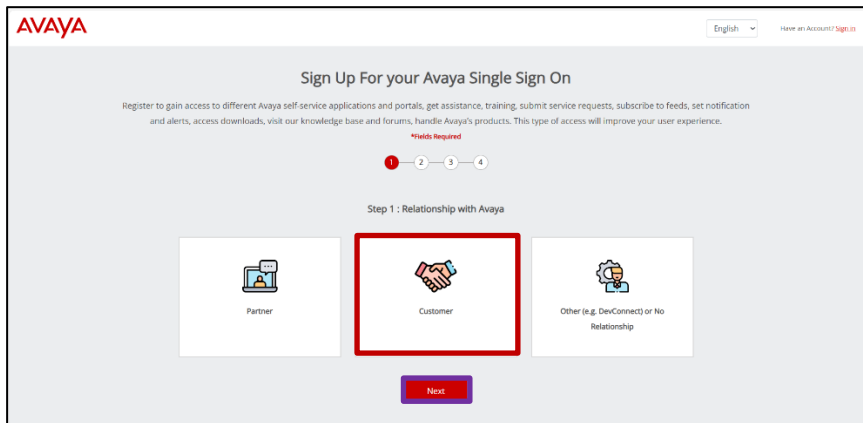 AVAYA
English
Have an Account? Sign in
Sign Up For your Avaya Single Sign On
Register to gain access to different Avaya self-service applications and portals, get assistance, training, submit service requests, subscribe to feeds, set notification
and alerts, access downloads, visit our knowledge base and forums, handle Avaya's products. This type of access will improve your user experience.
*Fields Required
1 2 3 4
Step 1 : Relationship with Avaya
Partner
Customer
Other (e.g. DevConnect) or No
Relationship
Next